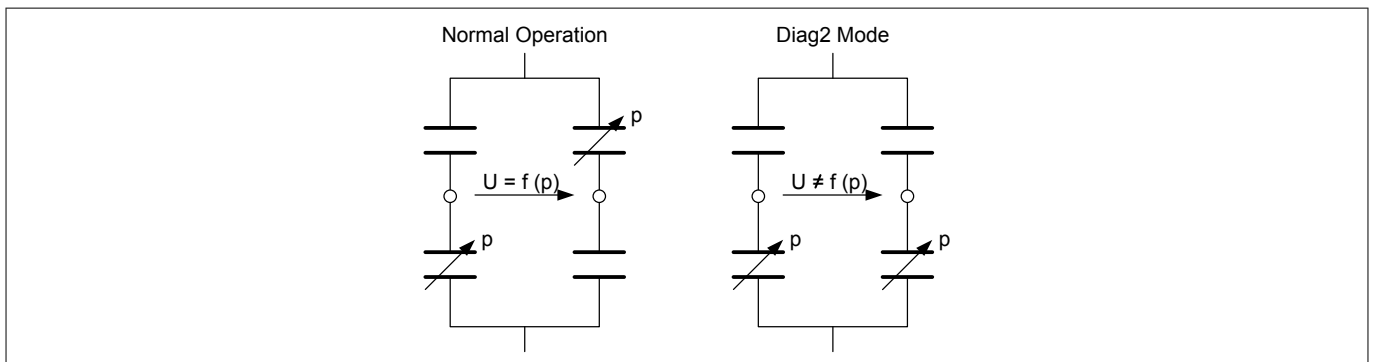 Normal Operation
Diag2 Mode
p
U = f (p)
U ≠ f (p)
p
p
p